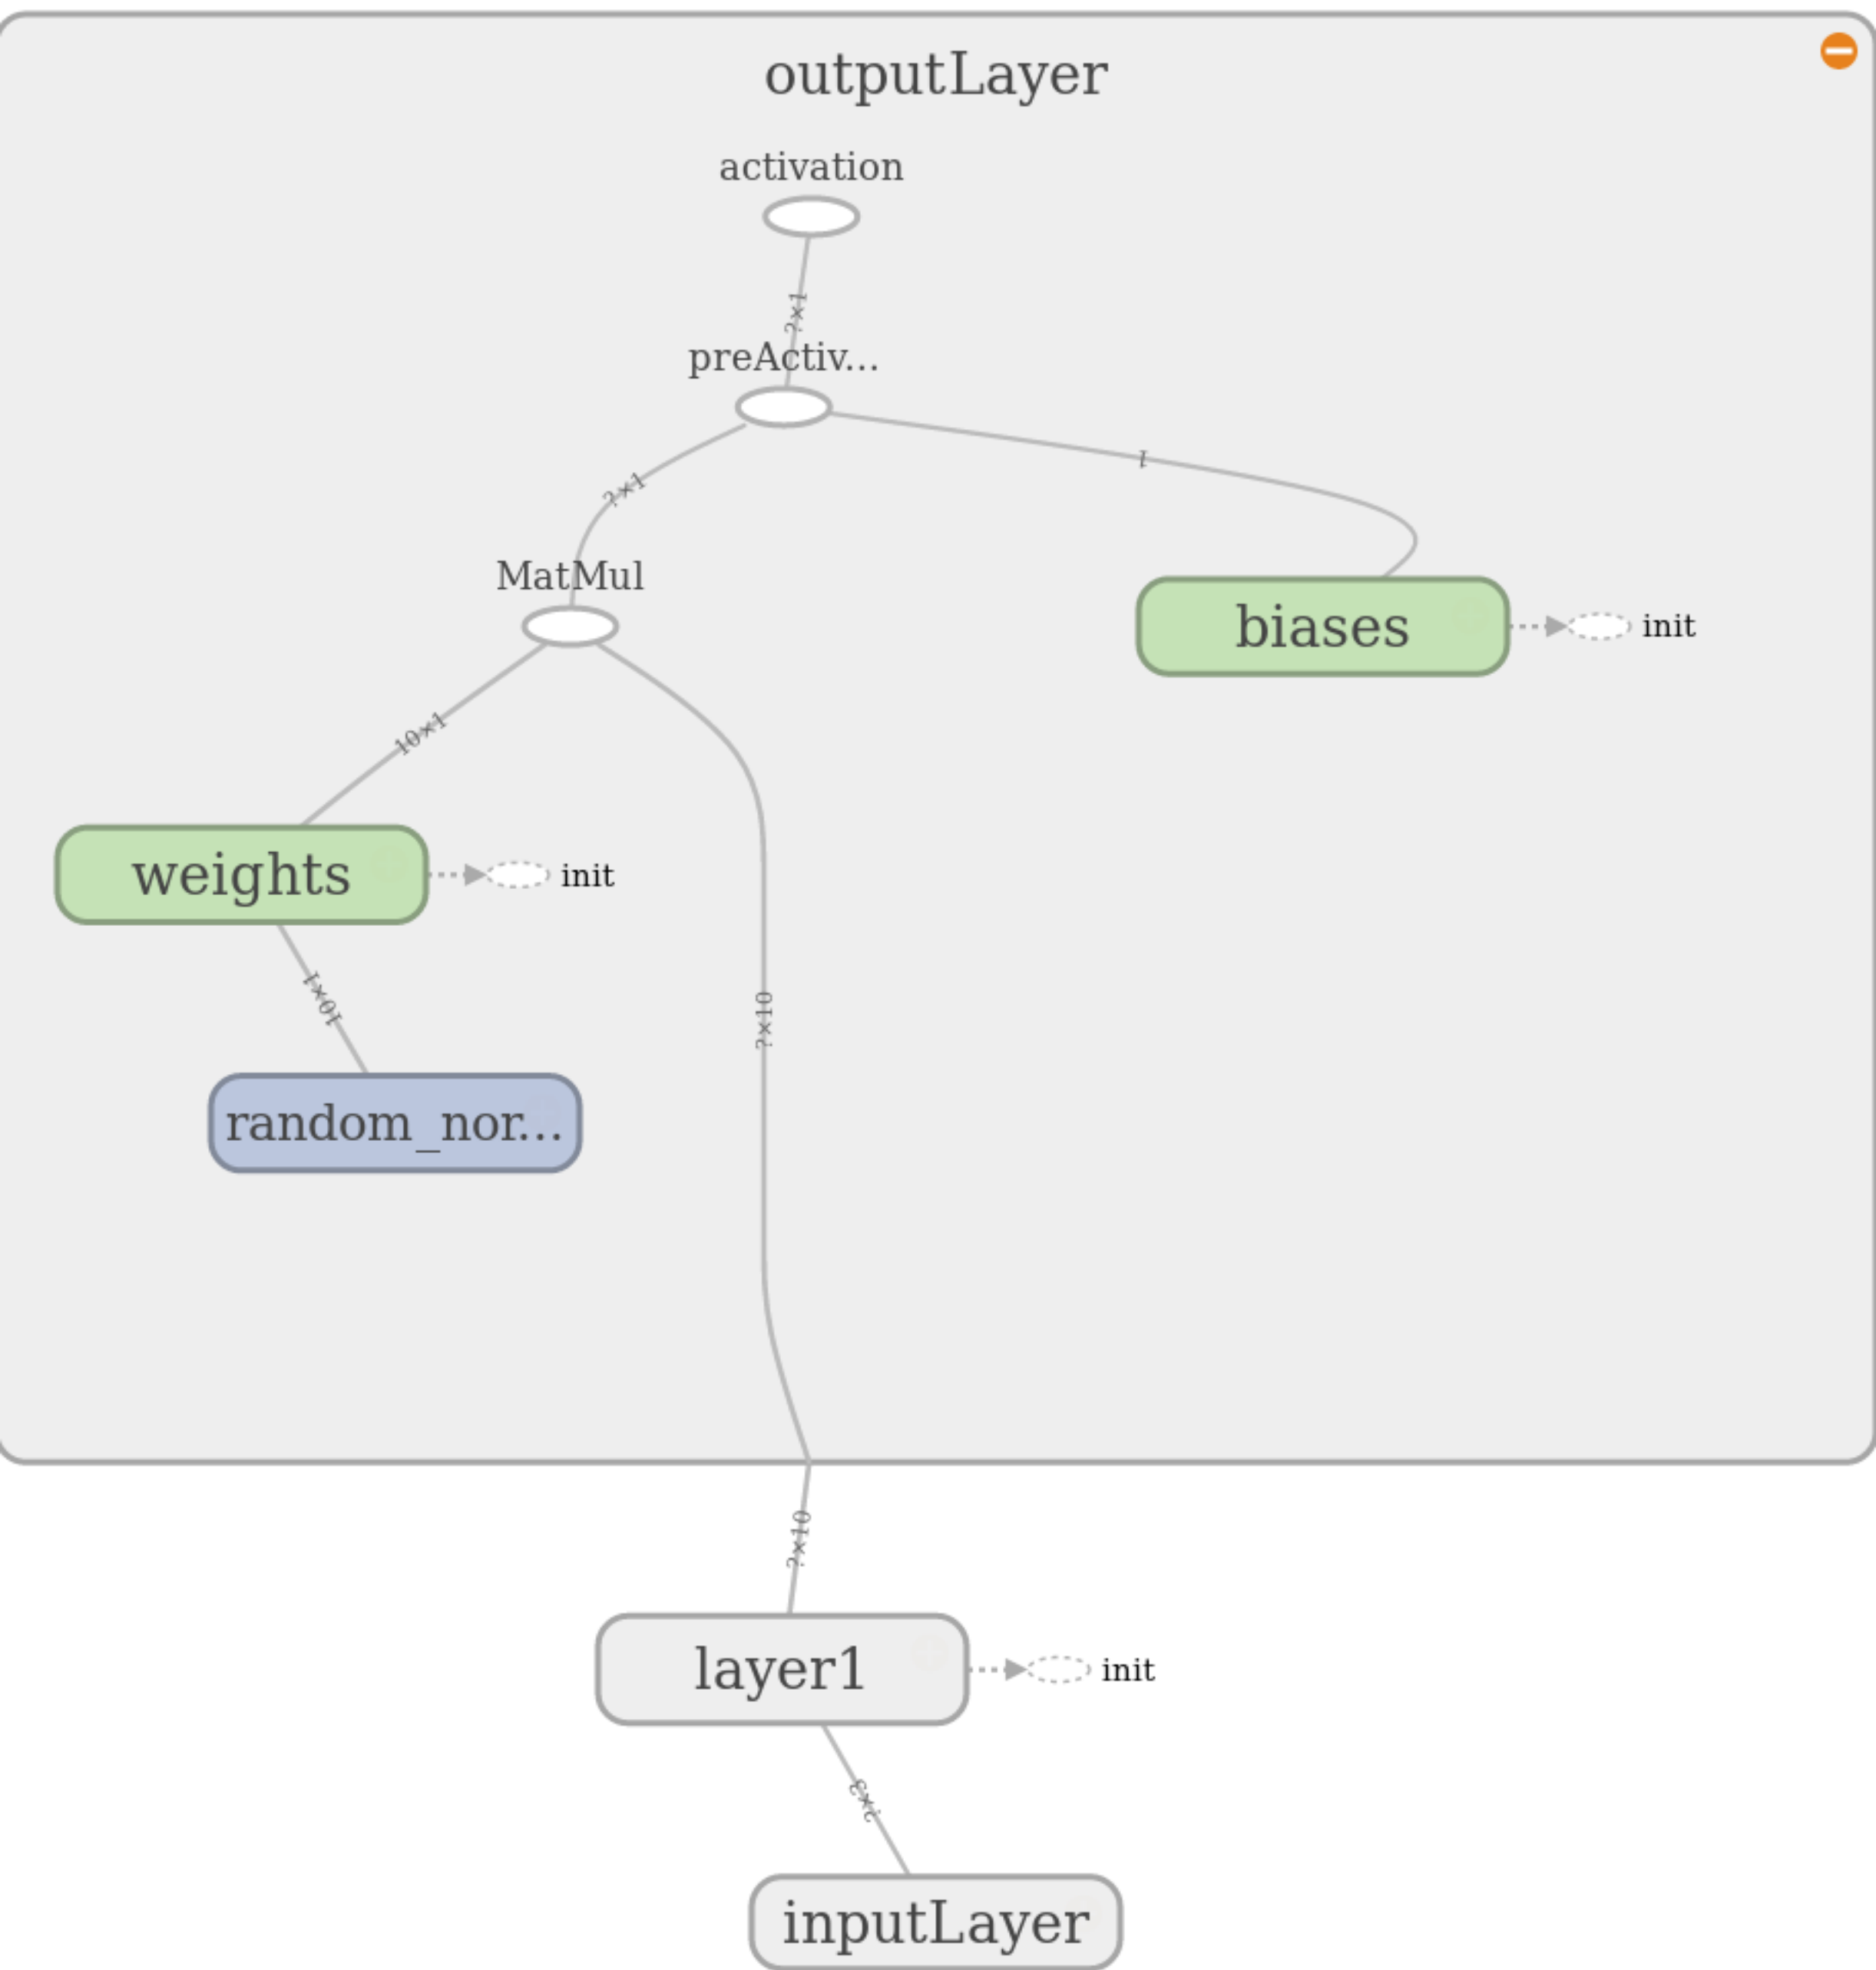 outputLayer
activation
?×1
preActiv...
1
?×1
MatMul
biases
init
10×1
weights
init
10×1
?×10
random_nor...
?×10
layer1
init
?×3
inputLayer